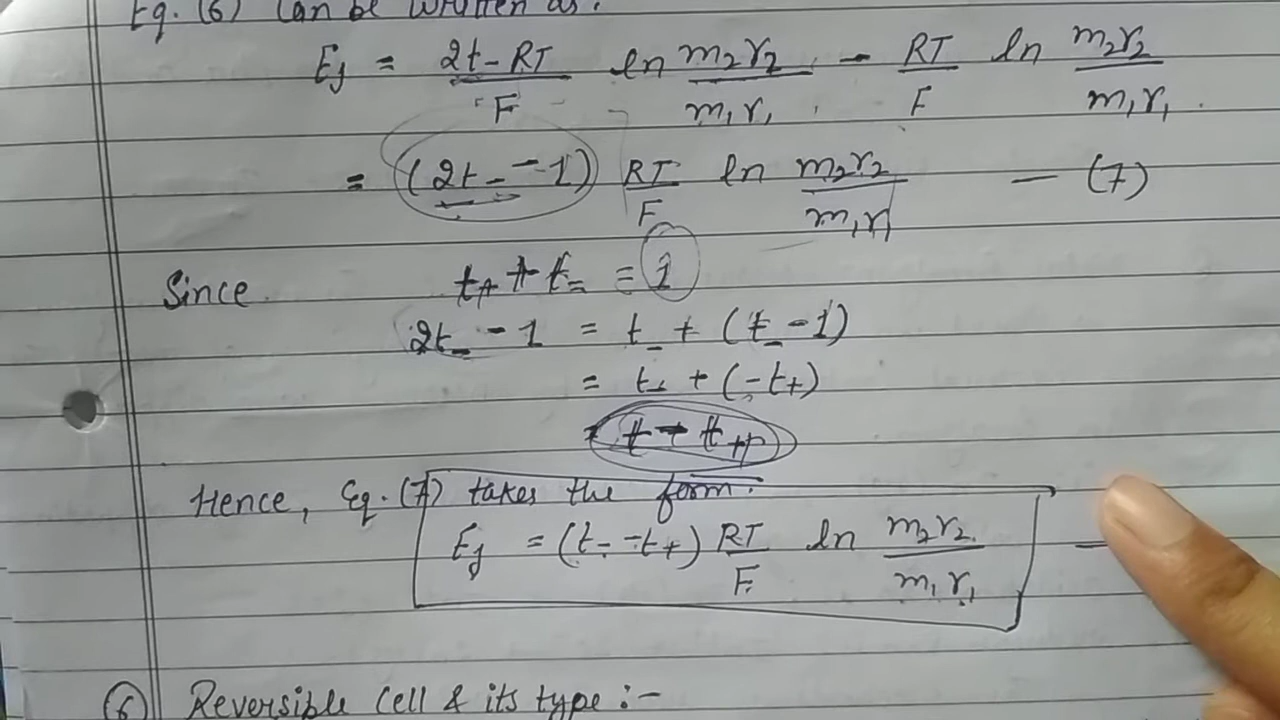 Eq. (6) Can be written as:
Ej = 2t- RT/F ln m₂γ₂/m₁γ₁ - RT/F ln m₂γ₂/m₁γ₁.
= (2t₋ - 1) RT/F ln m₂γ₂/m₁γ₁ — (7)
Since t₊ + t₋ = 1
2t₋ - 1 = t₋ + (t₋ - 1)
= t₋ + (-t₊)
Hence, Eq. (7) takes the form.
Ej = (t₋ - t₊) RT/F ln m₂γ₂/m₁γ₁ —
(6) Reversible Cell & its type :-